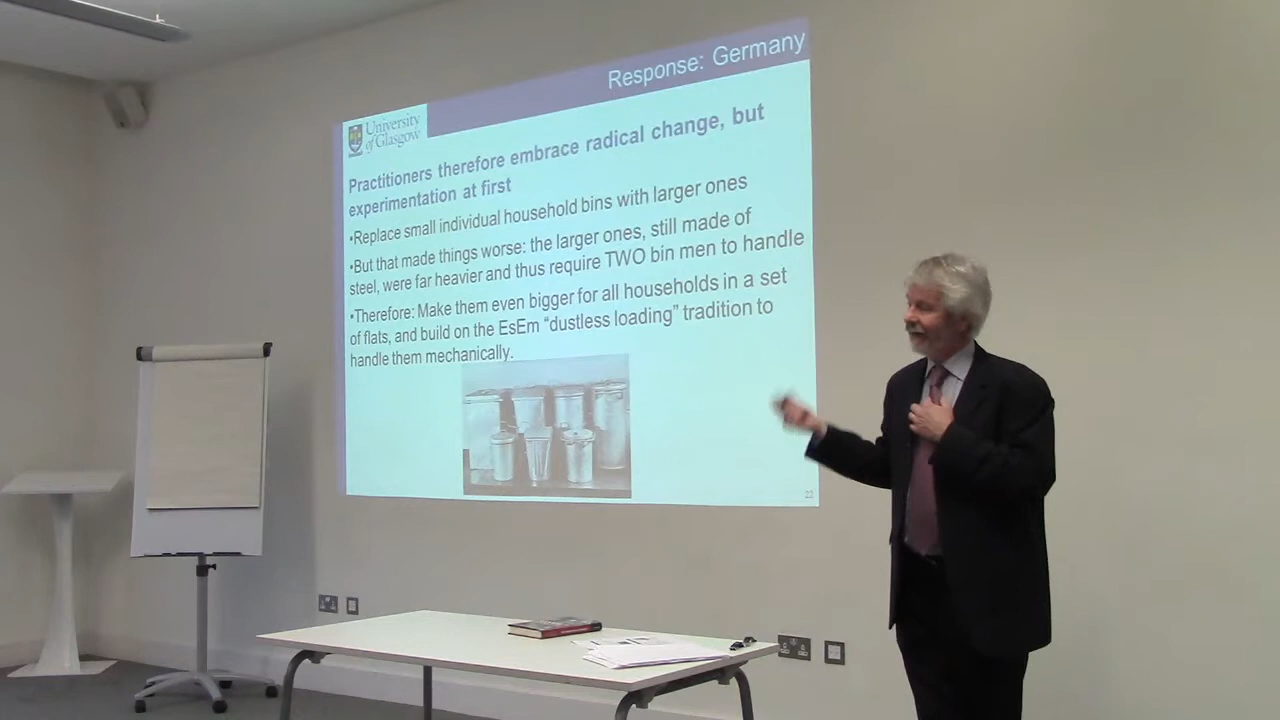 Response: Germany
University
of Glasgow
Practitioners therefore embrace radical change, but
experimentation at first
•Replace small individual household bins with larger ones
•But that made things worse: the larger ones, still made of
steel, were far heavier and thus require TWO bin men to handle
•Therefore: Make them even bigger for all households in a set
of flats, and build on the EsEm “dustless loading” tradition to
handle them mechanically.
22